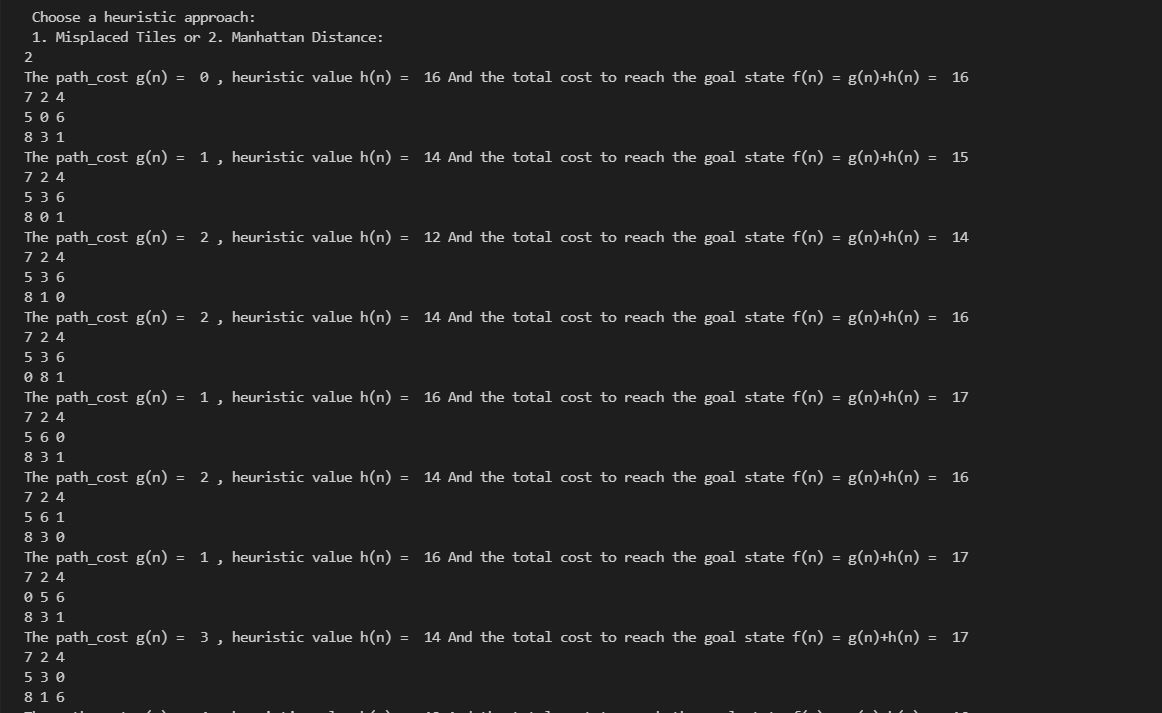 Choose a heuristic approach:
1. Misplaced Tiles or 2. Manhattan Distance:
2
The path_cost g(n) =  0 , heuristic value h(n) =  16 And the total cost to reach the goal state f(n) = g(n)+h(n) =  16
7 2 4
5 0 6
8 3 1
The path_cost g(n) =  1 , heuristic value h(n) =  14 And the total cost to reach the goal state f(n) = g(n)+h(n) =  15
7 2 4
5 3 6
8 0 1
The path_cost g(n) =  2 , heuristic value h(n) =  12 And the total cost to reach the goal state f(n) = g(n)+h(n) =  14
7 2 4
5 3 6
8 1 0
The path_cost g(n) =  2 , heuristic value h(n) =  14 And the total cost to reach the goal state f(n) = g(n)+h(n) =  16
7 2 4
5 3 6
0 8 1
The path_cost g(n) =  1 , heuristic value h(n) =  16 And the total cost to reach the goal state f(n) = g(n)+h(n) =  17
7 2 4
5 6 0
8 3 1
The path_cost g(n) =  2 , heuristic value h(n) =  14 And the total cost to reach the goal state f(n) = g(n)+h(n) =  16
7 2 4
5 6 1
8 3 0
The path_cost g(n) =  1 , heuristic value h(n) =  16 And the total cost to reach the goal state f(n) = g(n)+h(n) =  17
7 2 4
0 5 6
8 3 1
The path_cost g(n) =  3 , heuristic value h(n) =  14 And the total cost to reach the goal state f(n) = g(n)+h(n) =  17
7 2 4
5 3 0
8 1 6